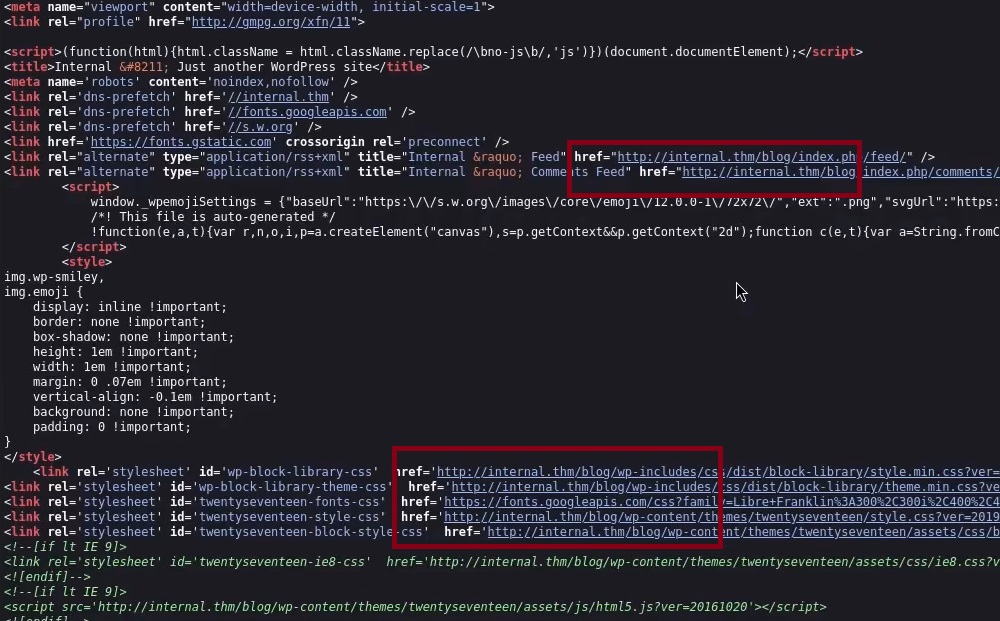 <meta name="viewport" content="width=device-width, initial-scale=1">
<link rel="profile" href="http://gmpg.org/xfn/11">
<script>(function(html){html.className = html.className.replace(/\bno-js\b/,'js')})(document.documentElement);</script>
<title>Internal &#8211; Just another WordPress site</title>
<meta name='robots' content='noindex,nofollow' />
<link rel='dns-prefetch' href='//internal.thm' />
<link rel='dns-prefetch' href='//fonts.googleapis.com' />
<link rel='dns-prefetch' href='//s.w.org' />
<link href='https://fonts.gstatic.com' crossorigin rel='preconnect' />
<link rel="alternate" type="application/rss+xml" title="Internal &raquo; Feed" href="http://internal.thm/blog/index.php/feed/" />
<link rel="alternate" type="application/rss+xml" title="Internal &raquo; Comments Feed" href="http://internal.thm/blog/index.php/comments/
<script>
window._wpemojiSettings = {"baseUrl":"https:\/\/s.w.org\/images\/core\/emoji\/12.0.0-1\/72x72\/","ext":".png","svgUrl":"https:
/*! This file is auto-generated */
!function(e,a,t){var r,n,o,i,p=a.createElement("canvas"),s=p.getContext&&p.getContext("2d");function c(e,t){var a=String.fromC
</script>
<style>
img.wp-smiley,
img.emoji {
display: inline !important;
border: none !important;
box-shadow: none !important;
height: 1em !important;
width: 1em !important;
margin: 0 .07em !important;
vertical-align: -0.1em !important;
background: none !important;
padding: 0 !important;
}
</style>
<link rel='stylesheet' id='wp-block-library-css' href='http://internal.thm/blog/wp-includes/css/dist/block-library/style.min.css?ver=
<link rel='stylesheet' id='wp-block-library-theme-css' href='http://internal.thm/blog/wp-includes/css/dist/block-library/theme.min.css?ve
<link rel='stylesheet' id='twentyseventeen-fonts-css' href='https://fonts.googleapis.com/css?family=Libre+Franklin%3A300%2C300i%2C400%2C4
<link rel='stylesheet' id='twentyseventeen-style-css' href='http://internal.thm/blog/wp-content/themes/twentyseventeen/style.css?ver=2019
<link rel='stylesheet' id='twentyseventeen-block-style-css' href='http://internal.thm/blog/wp-content/themes/twentyseventeen/assets/css/b
<!--[if lt IE 9]>
<link rel='stylesheet' id='twentyseventeen-ie8-css' href='http://internal.thm/blog/wp-content/themes/twentyseventeen/assets/css/ie8.css?v
<![endif]-->
<!--[if lt IE 9]>
<script src='http://internal.thm/blog/wp-content/themes/twentyseventeen/assets/js/html5.js?ver=20161020'></script>
<![endif]-->